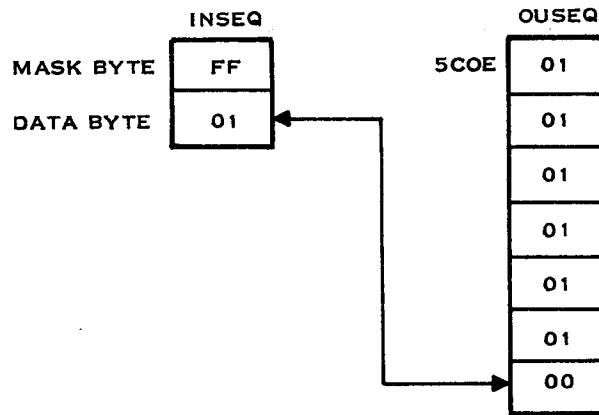 INSEQ
OUSEQ
MASK BYTE FF
5COE 01
DATA BYTE 01
01
01
01
01
01
00